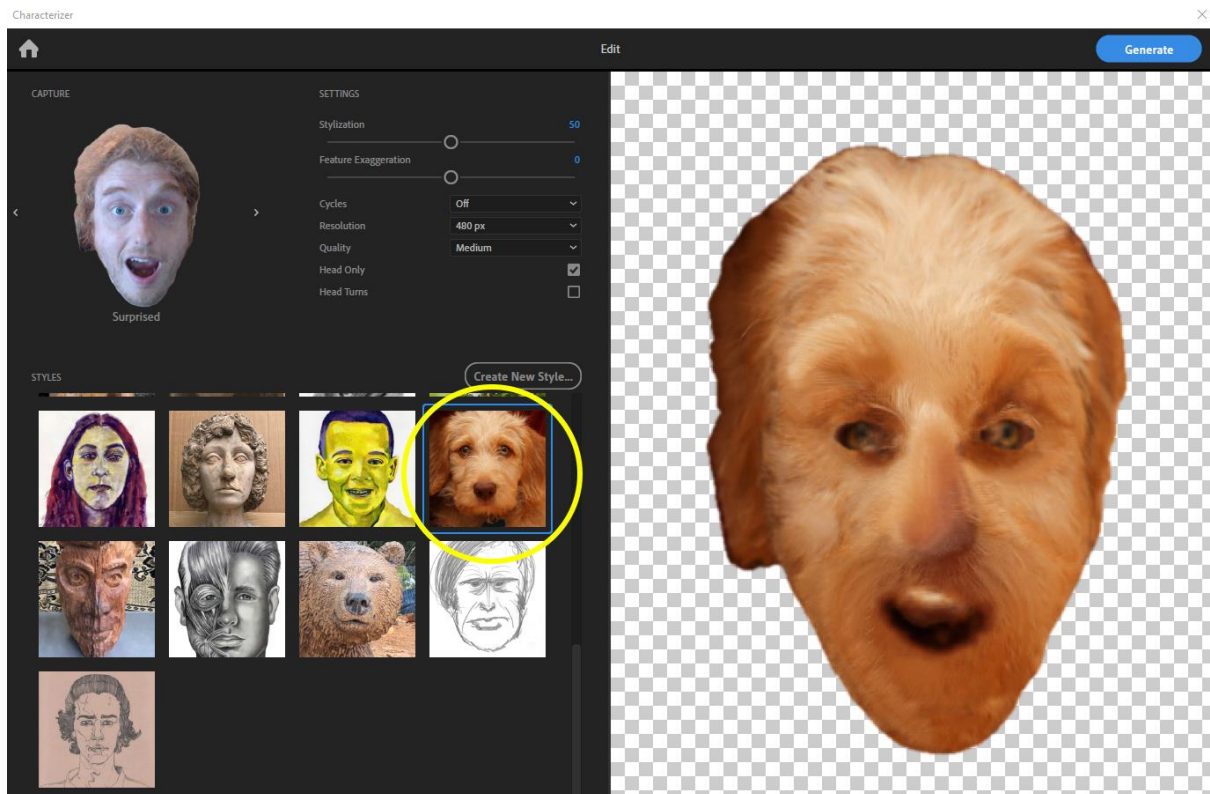 Characterizer
Edit
Generate
CAPTURE
Surprised
SETTINGS
Stylization 50
Feature Exaggeration 0
Cycles Off
Resolution 480 px
Quality Medium
Head Only
Head Turns
STYLES
Create New Style...